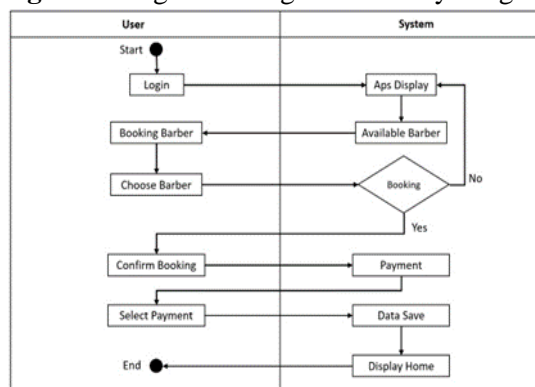 User System
Start
Login Aps Display
Booking Barber Available Barber
Choose Barber Booking No
Yes
Confirm Booking Payment
Select Payment Data Save
End Display Home